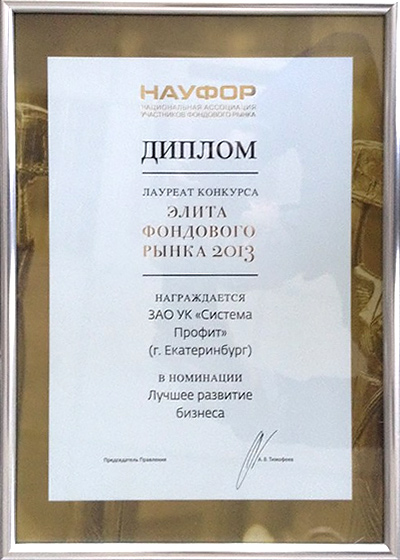 НАУФОР
НАЦИОНАЛЬНАЯ АССОЦИАЦИЯ
УЧАСТНИКОВ ФОНДОВОГО РЫНКА
ДИПЛОМ
ЛАУРЕАТ КОНКУРСА
ЭЛИТА
ФОНДОВОГО
РЫНКА 2013
НАГРАЖДАЕТСЯ
ЗАО УК «Система
Профит»
(г. Екатеринбург)
В НОМИНАЦИИ
Лучшее развитие
бизнеса
Председатель Правления
А. В. Тимофеев